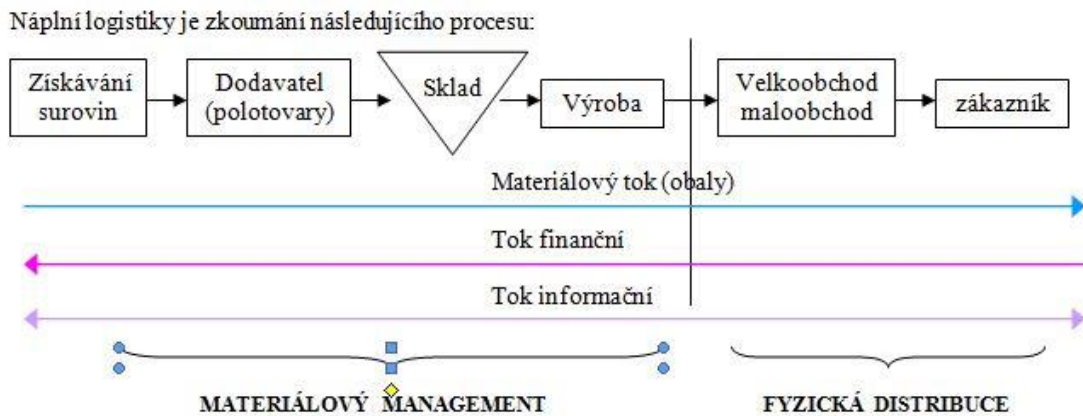 Náplní logistiky je zkoumání následujícího procesu:
Získávání
surovin
Dodavatel
(polotovary)
Sklad
Výroba
Velkoobchod
maloobchod
zákazník
Materiálový tok (obaly)
Tok finanční
Tok informační
MATERIÁLOVÝ MANAGEMENT
FYZICKÁ DISTRIBUCE